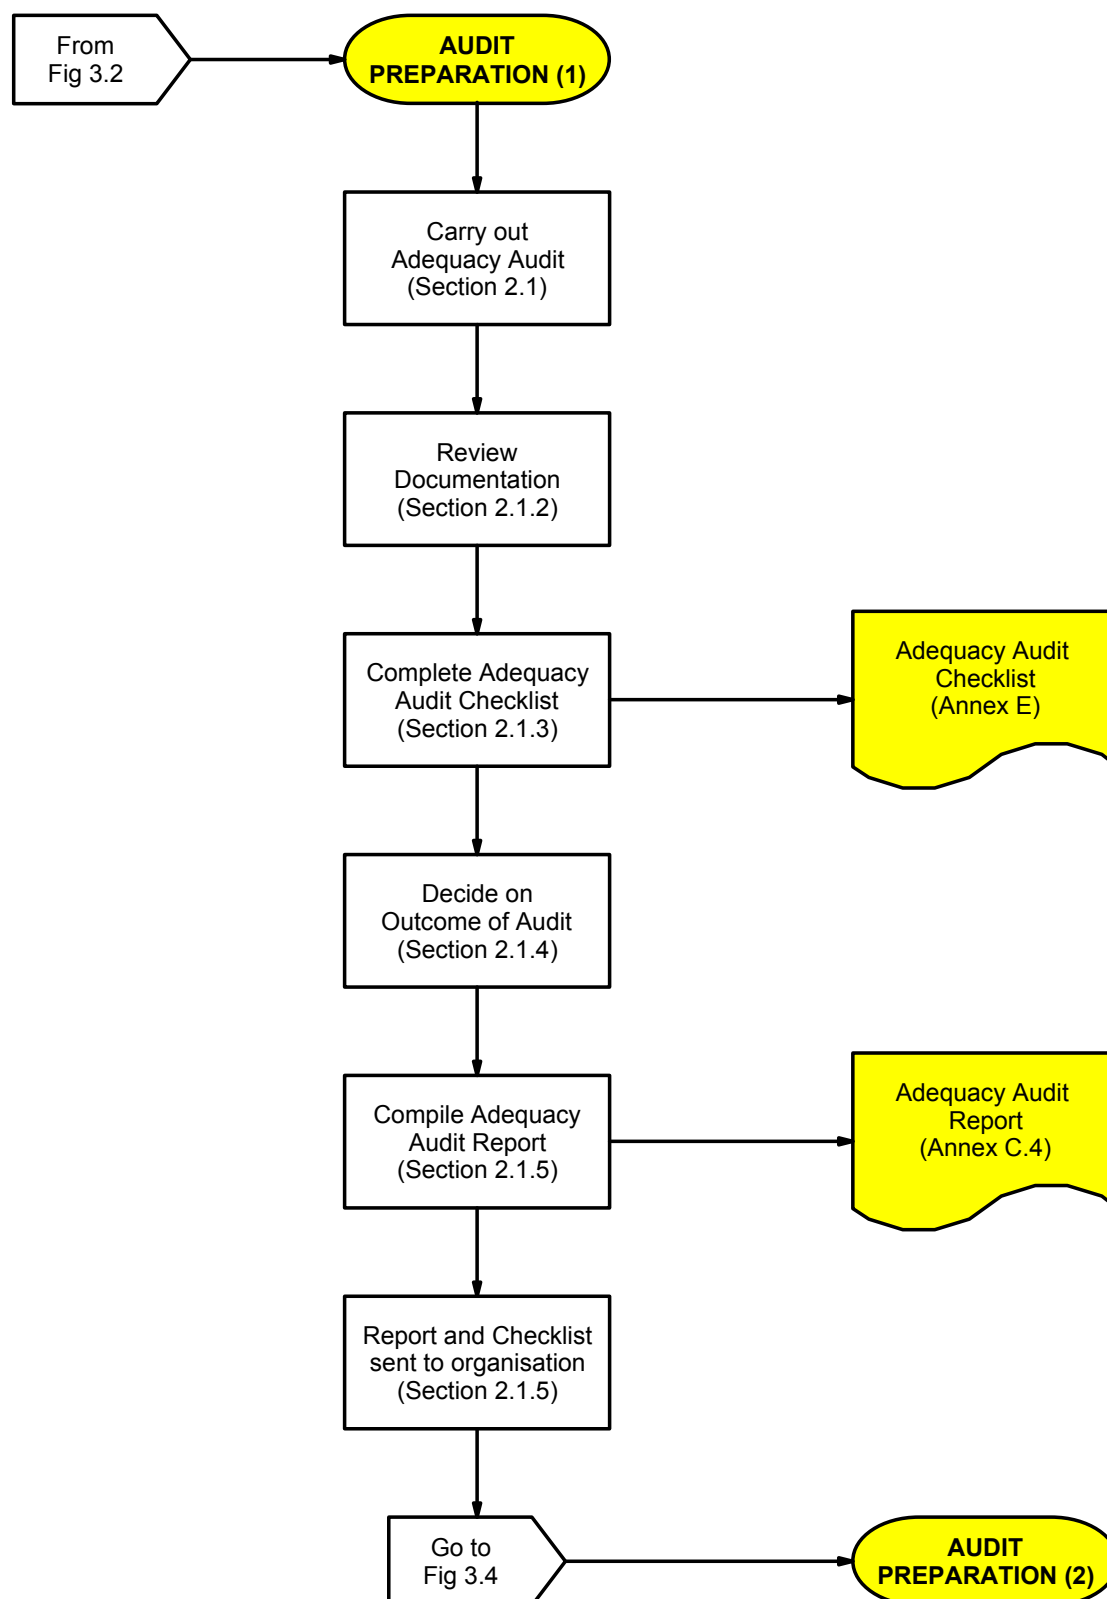 From
Fig 3.2
AUDIT
PREPARATION (1)
Carry out
Adequacy Audit
(Section 2.1)
Review
Documentation
(Section 2.1.2)
Complete Adequacy
Audit Checklist
(Section 2.1.3)
Adequacy Audit
Checklist
(Annex E)
Decide on
Outcome of Audit
(Section 2.1.4)
Compile Adequacy
Audit Report
(Section 2.1.5)
Adequacy Audit
Report
(Annex C.4)
Report and Checklist
sent to organisation
(Section 2.1.5)
Go to
Fig 3.4
AUDIT
PREPARATION (2)